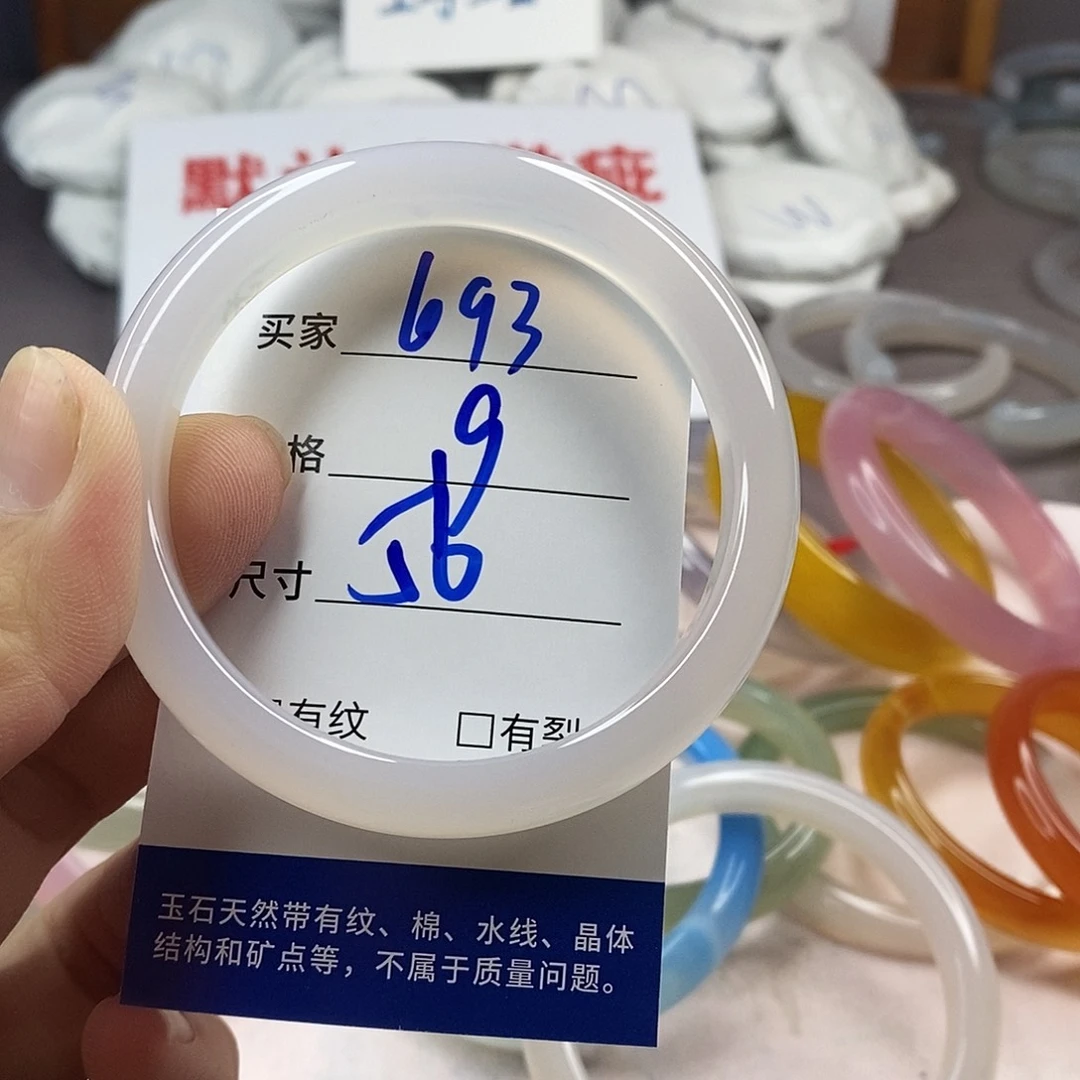 买家 693
格 9
尺寸 56
有纹 □有裂
玉石天然带有纹、棉、水线、晶体
结构和矿点等，不属于质量问题。